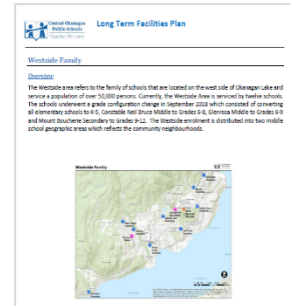 Central Okanagan
Public Schools
Together We Learn
Long Term Facilities Plan
Westside Family
Overview
The Westside area refers to the family of schools that are located on the west side of Okanagan Lake and
service a population of over 50,000 persons. Currently, the Westside Area is serviced by twelve schools.
The schools underwent a grade configuration change in September 2018 which consisted of converting
all elementary schools to K-5, Constable Neil Bruce Middle to Grades 6-8, Glenrosa Middle to Grades 6-9
and Mount Boucherie Secondary to Grades 9-12. The Westside enrollment is distributed into two middle
school geographic areas which reflects the community neighbourhoods.
Westside Family